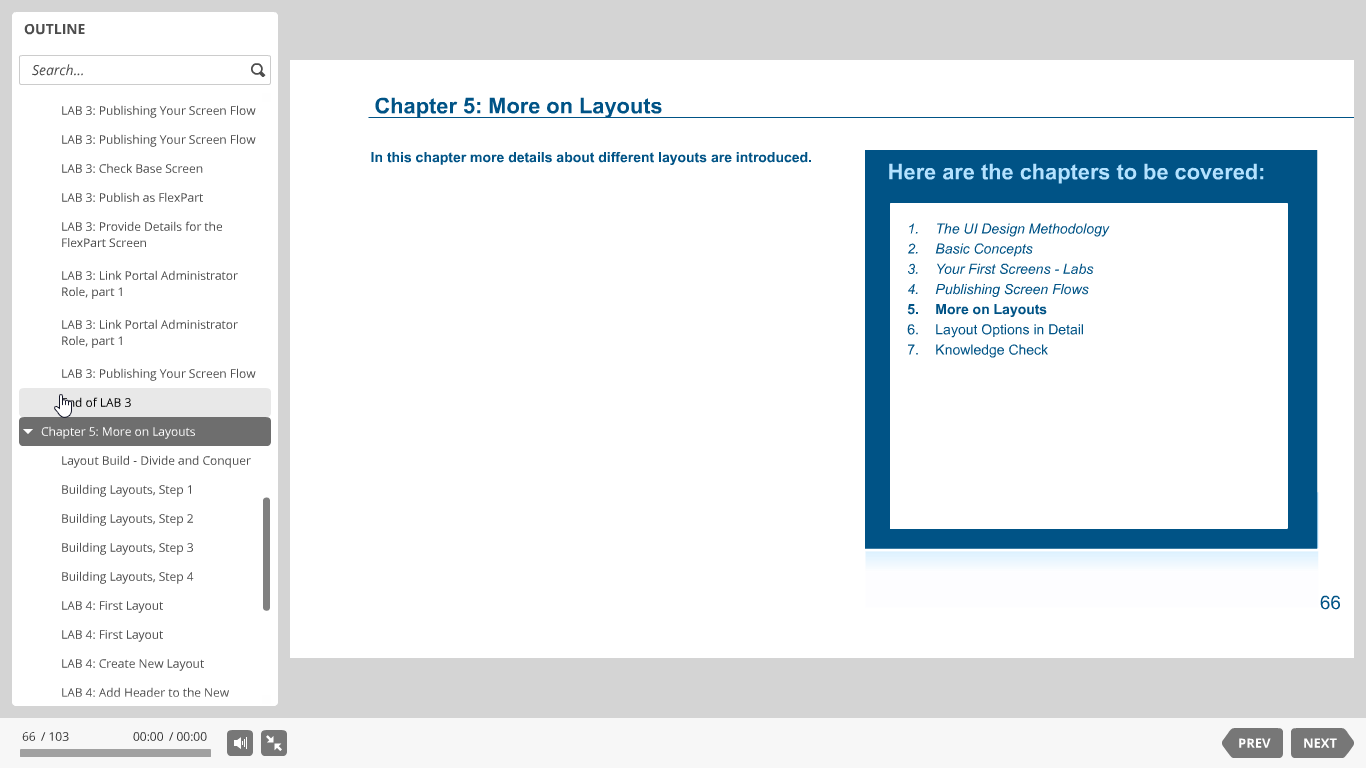 OUTLINE
Search...
LAB 3: Publishing Your Screen Flow
LAB 3: Publishing Your Screen Flow
LAB 3: Check Base Screen
LAB 3: Publish as FlexPart
LAB 3: Provide Details for the
FlexPart Screen
LAB 3: Link Portal Administrator
Role, part 1
LAB 3: Link Portal Administrator
Role, part 1
LAB 3: Publishing Your Screen Flow
nd of LAB 3
Chapter 5: More on Layouts
Layout Build - Divide and Conquer
Building Layouts, Step 1
Building Layouts, Step 2
Building Layouts, Step 3
Building Layouts, Step 4
LAB 4: First Layout
LAB 4: First Layout
LAB 4: Create New Layout
LAB 4: Add Header to the New
Chapter 5: More on Layouts
In this chapter more details about different layouts are introduced.
Here are the chapters to be covered:
1. The UI Design Methodology
2. Basic Concepts
3. Your First Screens - Labs
4. Publishing Screen Flows
5. More on Layouts
6. Layout Options in Detail
7. Knowledge Check
66
66 / 103
00:00 / 00:00
PREV
NEXT